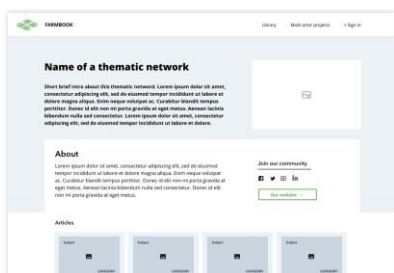 FARMBOOK
Library
Multi actor projects
Sign in
Name of a thematic network
Short brief intro about this thematic network. Lorem ipsum dolor sit amet,
consectetur adipiscing elit, sed do eiusmod tempor incididunt ut labore et
dolore magna aliqua. Enim neque volutpat ac. Curabitur blandit tempus
porttitor. Donec id elit non mi porta gravida at eget metus. Aenean lacinia
bibendum nulla sed consectetur. Lorem ipsum dolor sit amet, consectetur
adipiscing elit, sed do eiusmod tempor incididunt ut labore et dolore.
About
Lorem ipsum dolor sit amet, consectetur adipiscing elit, sed do eiusmod
tempor incididunt ut labore et dolore magna aliqua. Enim neque volutpat
ac. Curabitur blandit tempus porttitor. Donec id elit non mi porta gravida at
eget metus. Aenean lacinia bibendum nulla sed consectetur. Donec id elit
non mi porta gravida at eget metus.
Join our community
Our website →
Articles